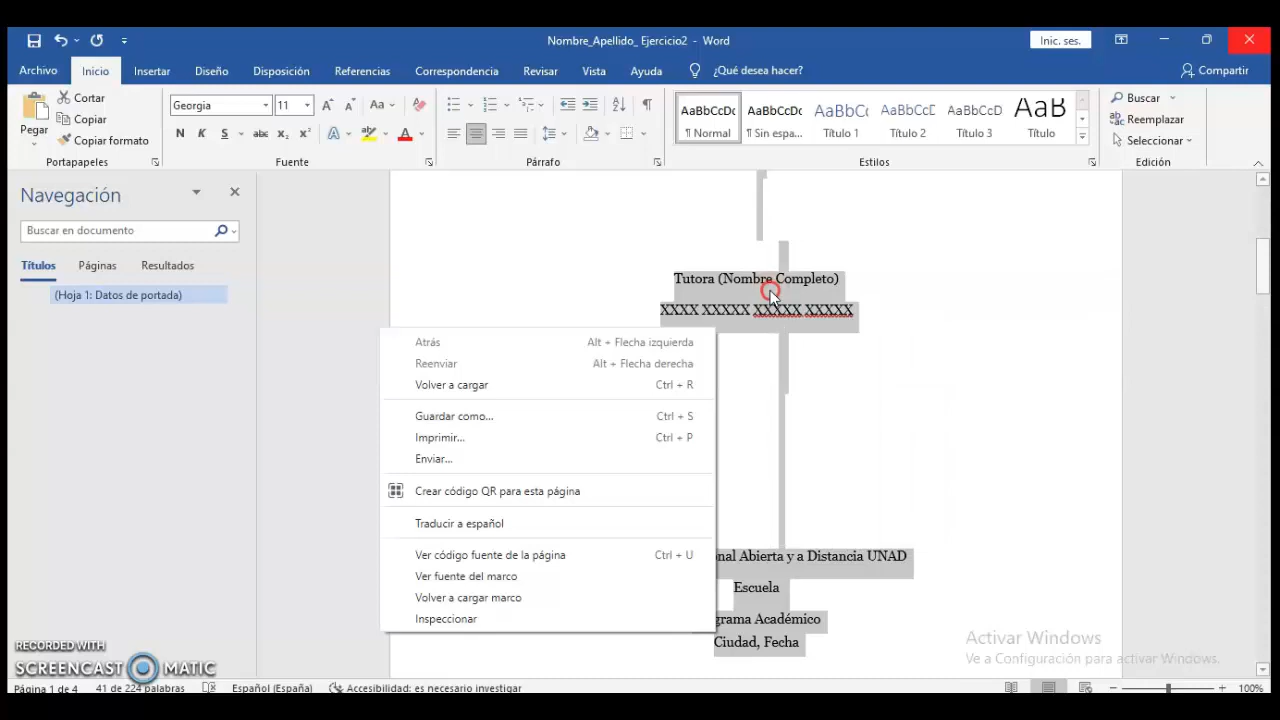 Nombre_Apellido_ Ejercicio2 - Word
Inic. ses.
Archivo Inicio Insertar Diseño Disposición Referencias Correspondencia Revisar Vista Ayuda ¿Qué desea hacer? Compartir
Pegar
Cortar
Copiar
Copiar formato
Portapapeles
Georgia 11
N K S abc x₂ x²
Fuente
Párrafo
AaBbCcDc AaBbCcDc AaBbCc AaBbCcD AaBbCcD AaB
¶ Normal ¶ Sin espa... Título 1 Título 2 Título 3 Título
Estilos
Buscar
Reemplazar
Seleccionar
Edición
Navegación
Buscar en documento
Títulos Páginas Resultados
(Hoja 1: Datos de portada)
Tutora (Nombre Completo)
XXXX XXXXX XXXXX XXXXX
Atrás Alt + Flecha izquierda
Reenviar Alt + Flecha derecha
Volver a cargar Ctrl + R
Guardar como... Ctrl + S
Imprimir... Ctrl + P
Enviar...
Crear código QR para esta página
Traducir a español
Ver código fuente de la página Ctrl + U
Ver fuente del marco
Volver a cargar marco
Inspeccionar
onal Abierta y a Distancia UNAD
Escuela
grama Académico
Ciudad, Fecha
Activar Windows
Ve a Configuración para activar Windows.
RECORDED WITH
SCREENCAST MATIC
Página 1 de 4 41 de 224 palabras Español (España) Accesibilidad: es necesario investigar 100%